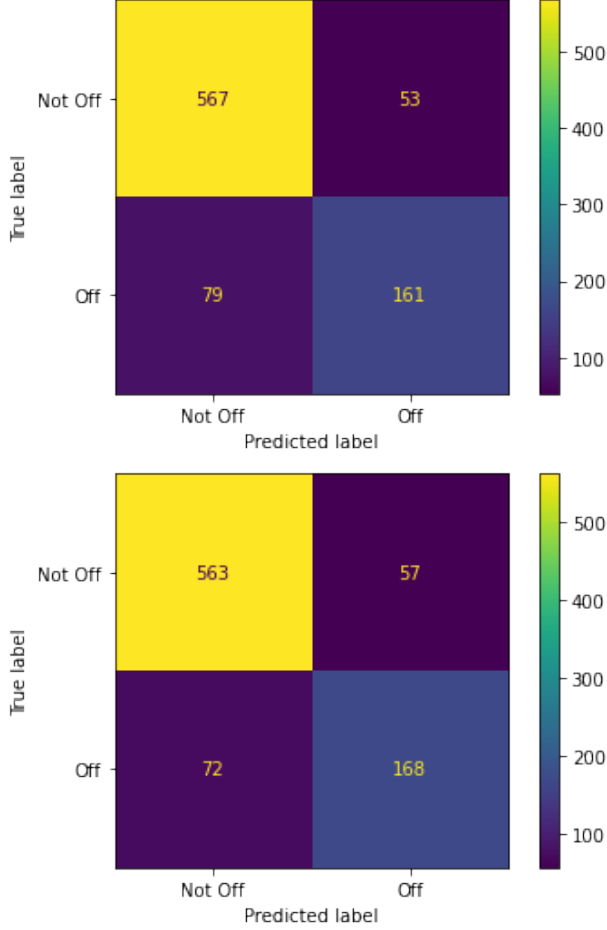 500
Not Off 567 53
400
True label
300
Off 79 161
200
100
Not Off Off
Predicted label
500
Not Off 563 57
400
True label
300
Off 72 168
200
100
Not Off Off
Predicted label